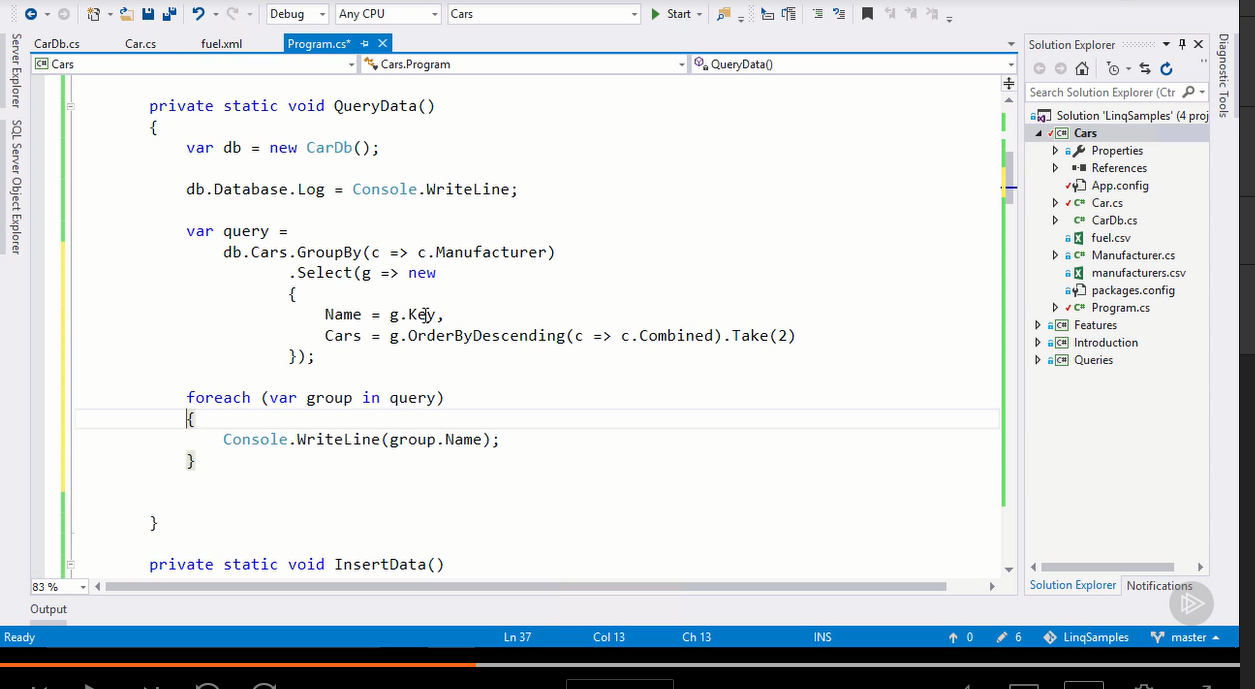 Debug Any CPU Cars Start
CarDb.cs Car.cs fuel.xml Program.cs*
Cars Cars.Program QueryData()
Server Explorer
SQL Server Object Explorer
private static void QueryData()
{
var db = new CarDb();
db.Database.Log = Console.WriteLine;
var query =
db.Cars.GroupBy(c => c.Manufacturer)
.Select(g => new
{
Name = g.Key,
Cars = g.OrderByDescending(c => c.Combined).Take(2)
});
foreach (var group in query)
{
Console.WriteLine(group.Name);
}
}
private static void InsertData()
83 %
Solution Explorer
Search Solution Explorer (Ctr
Solution 'LinqSamples' (4 proj
Cars
Properties
References
App.config
Car.cs
CarDb.cs
fuel.csv
Manufacturer.cs
manufacturers.csv
packages.config
Program.cs
Features
Introduction
Queries
Solution Explorer Notifications
Diagnostic Tools
Output
Ready Ln 37 Col 13 Ch 13 INS 0 6 LinqSamples master